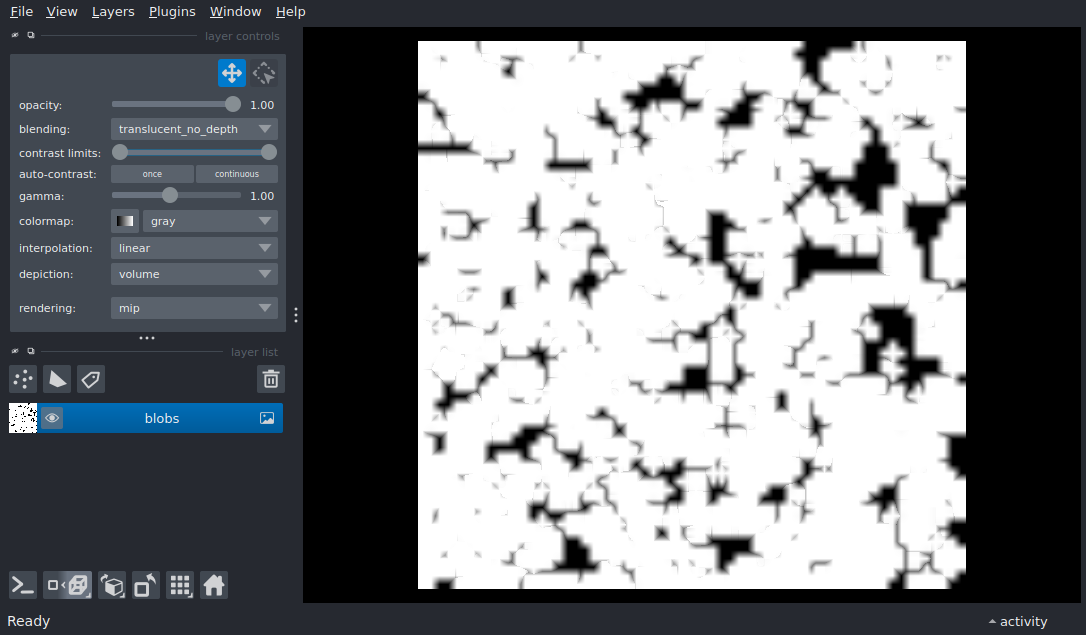 File View Layers Plugins Window Help
layer controls
opacity: 1.00
blending: translucent_no_depth
contrast limits:
auto-contrast: once continuous
gamma: 1.00
colormap: gray
interpolation: linear
depiction: volume
rendering: mip
layer list
blobs
Ready activity